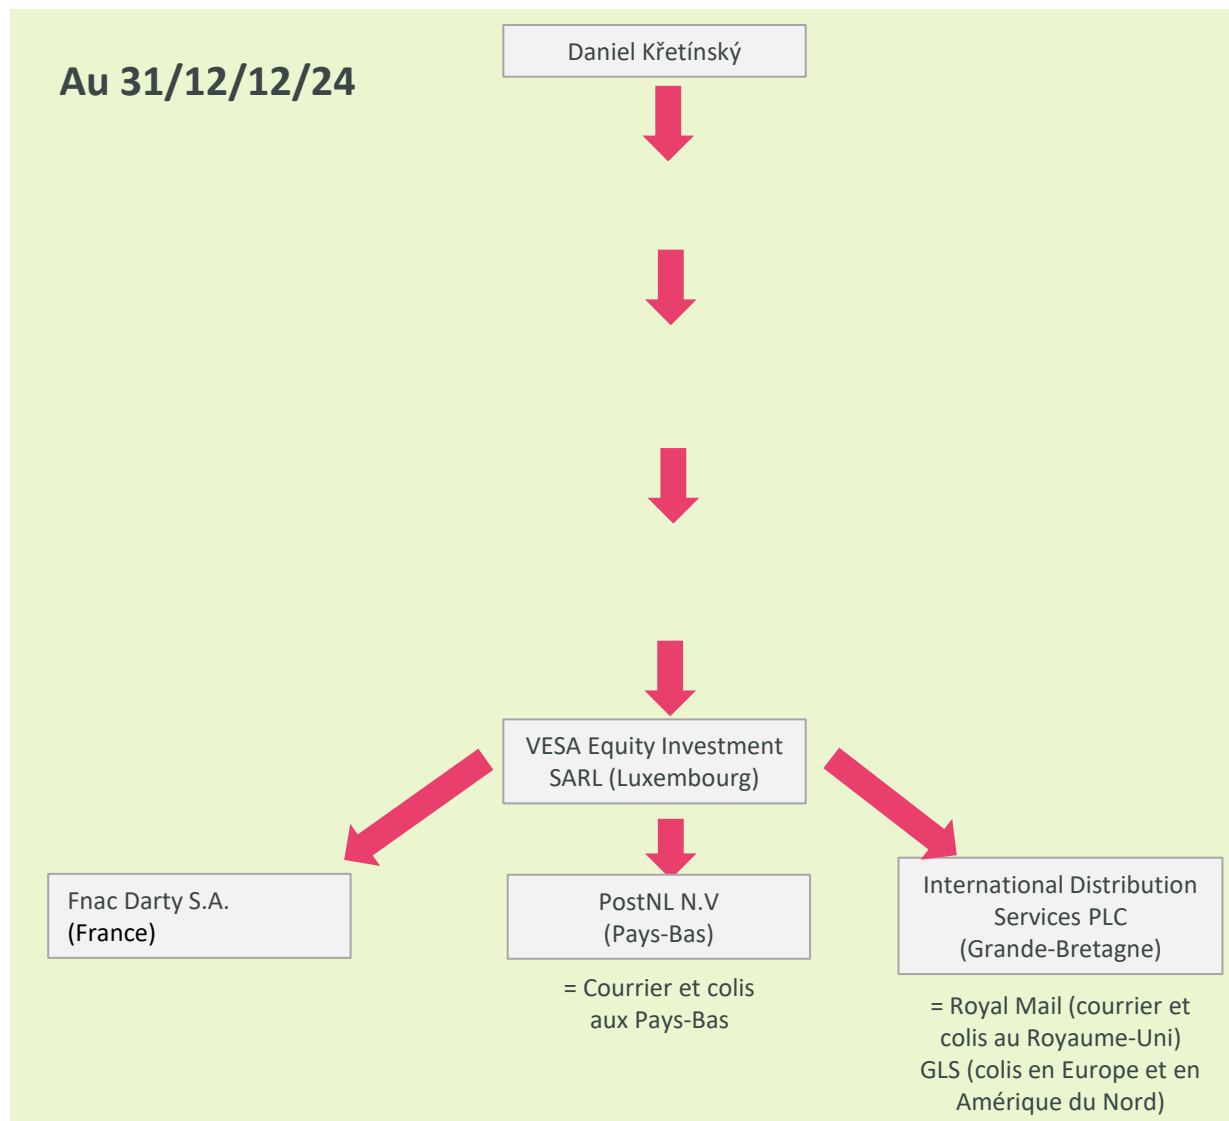 Daniel Křetínský
Au 31/12/12/24
VESA Equity Investment
SARL (Luxembourg)
Fnac Darty S.A.
(France)
PostNL N.V
(Pays-Bas)
International Distribution
Services PLC
(Grande-Bretagne)
= Courrier et colis
aux Pays-Bas
= Royal Mail (courrier et
colis au Royaume-Uni)
GLS (colis en Europe et en
Amérique du Nord)